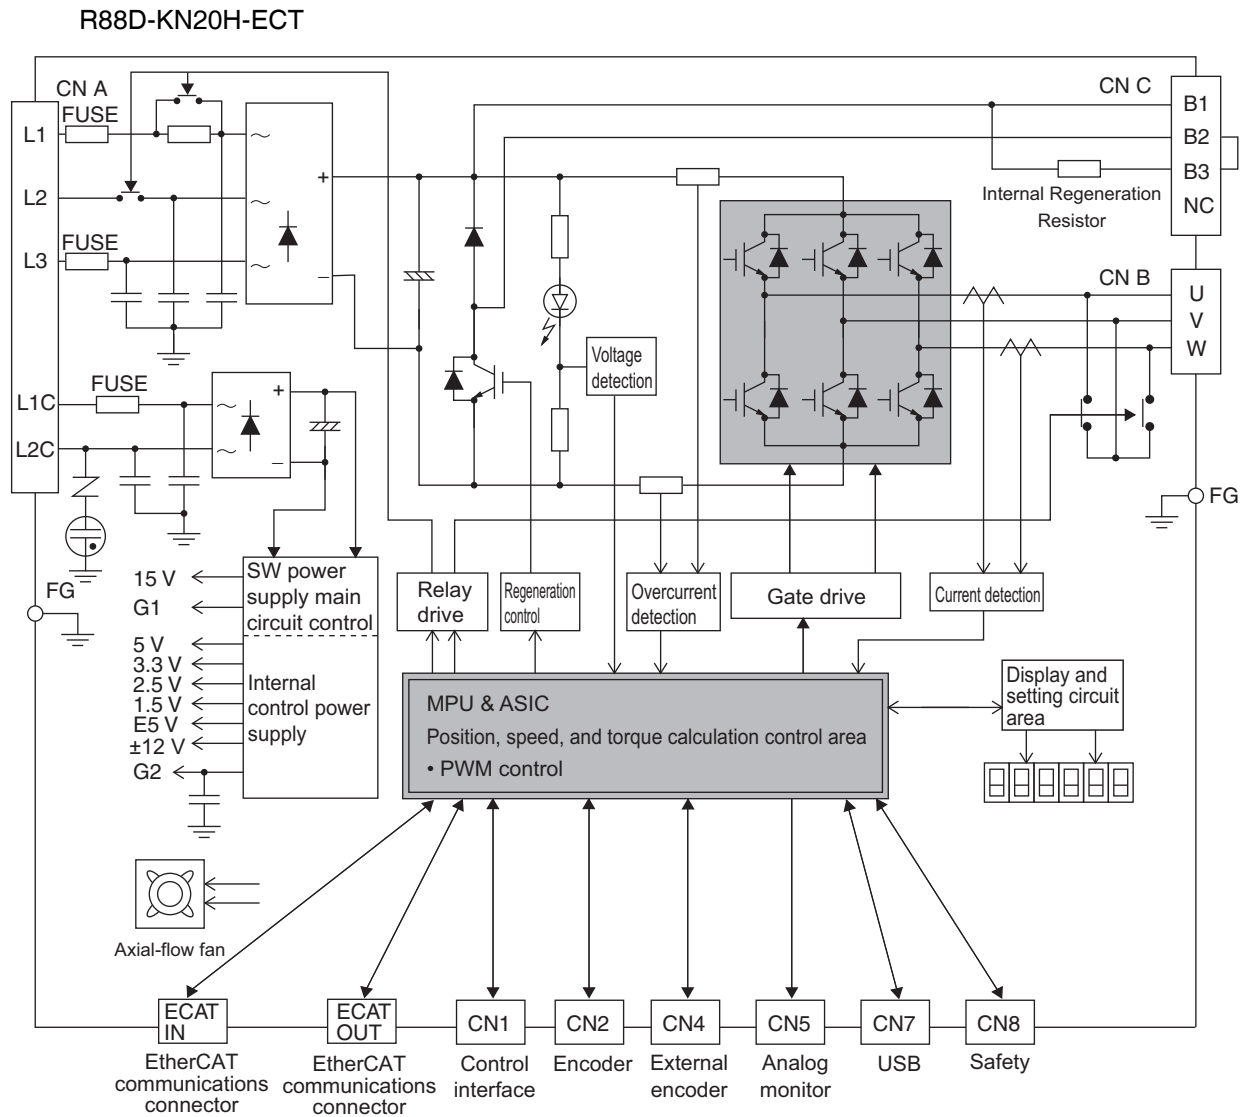 R88D-KN20H-ECT
CN A
FUSE
L1
L2
FUSE
L3
FUSE
L1C
L2C
FG
+
−
+
−
CN C
B1
B2
B3
NC
Internal Regeneration
Resistor
CN B
U
V
W
FG
Voltage
detection
15 V
G1
5 V
3.3 V
2.5 V
1.5 V
E5 V
±12 V
G2
SW power
supply main
circuit control
Internal
control power
supply
Relay
drive
Regeneration
control
Overcurrent
detection
Gate drive
Current detection
MPU & ASIC
Position, speed, and torque calculation control area
• PWM control
Display and
setting circuit
area
Axial-flow fan
ECAT
IN
ECAT
OUT
CN1
CN2
CN4
CN5
CN7
CN8
EtherCAT
communications
connector
EtherCAT
communications
connector
Control
interface
Encoder
External
encoder
Analog
monitor
USB
Safety